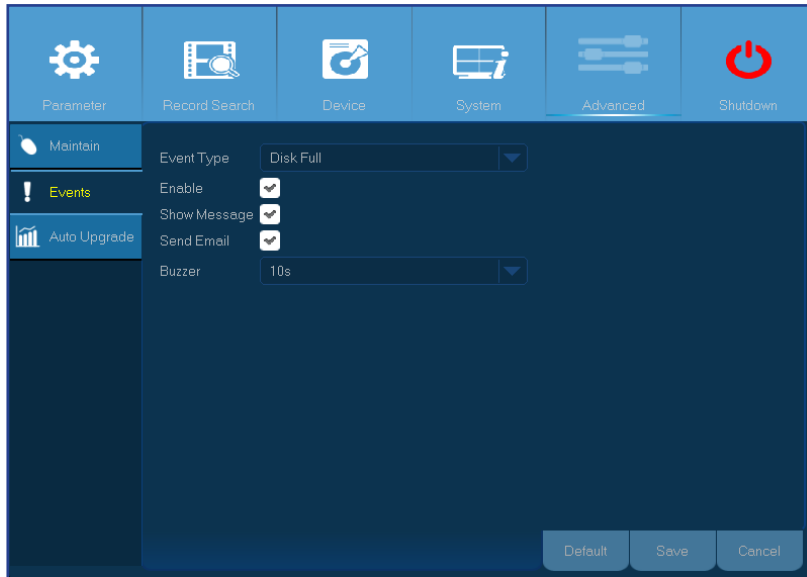 Parameter Record Search Device System Advanced Shutdown
Maintain
Events
Auto Upgrade
Event Type Disk Full
Enable
Show Message
Send Email
Buzzer 10s
Default Save Cancel